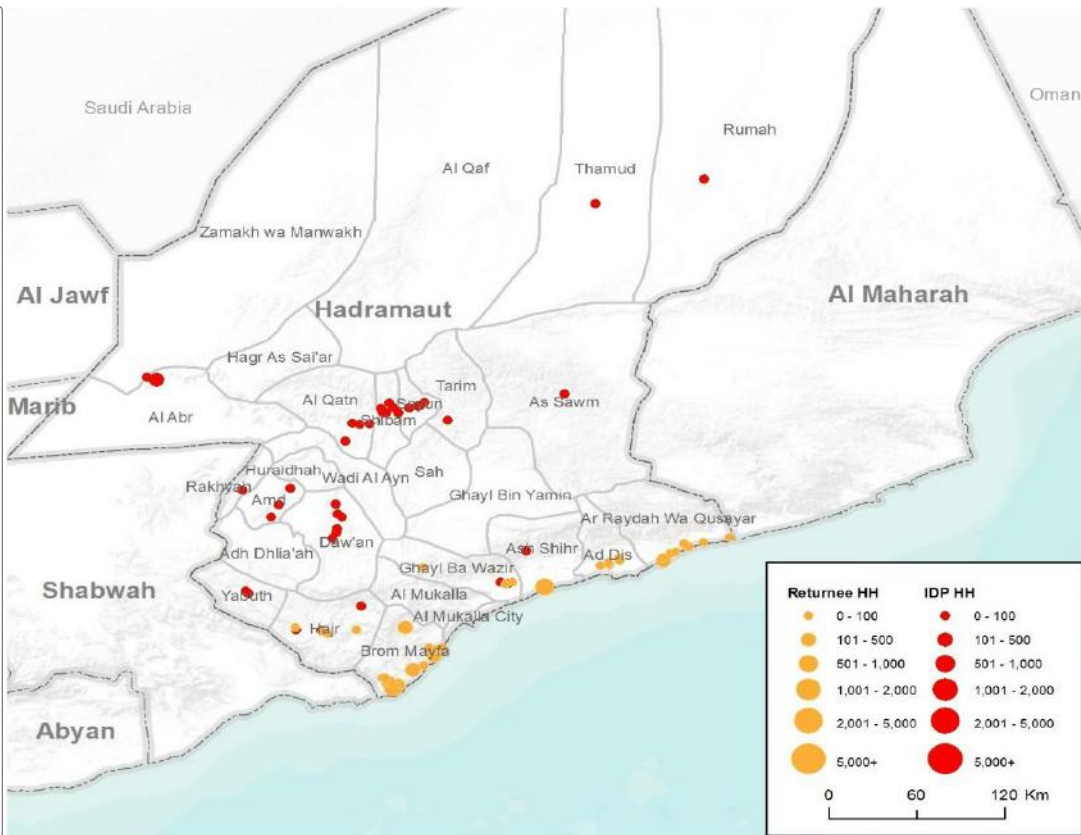 Saudi Arabia
Oman
Rumah
Al Qaf
Thamud
Zamakh wa Manwakh
Al Jawf
Al Maharah
Hadramaut
Hagr As Sai'ar
Tarim
Marib
Al Qatn
Seiyun
As Sawm
Al Abr
Shibam
Huraidhah
Wadi Al Ayn
Sah
Rakhyah
Amd
Ghayl Bin Yamin
Ar Raydah Wa Qusayar
Daw'an
Adh Dhlia'ah
Ash Shihr
Ad Dis
Ghayl Ba Wazir
Shabwah
Yabuth
Al Mukalla
Al Mukalla City
Hajr
Brom Mayfa
Abyan
Returnee HH IDP HH
0 - 100 0 - 100
101 - 500 101 - 500
501 - 1,000 501 - 1,000
1,001 - 2,000 1,001 - 2,000
2,001 - 5,000 2,001 - 5,000
5,000+ 5,000+
0 60 120 Km